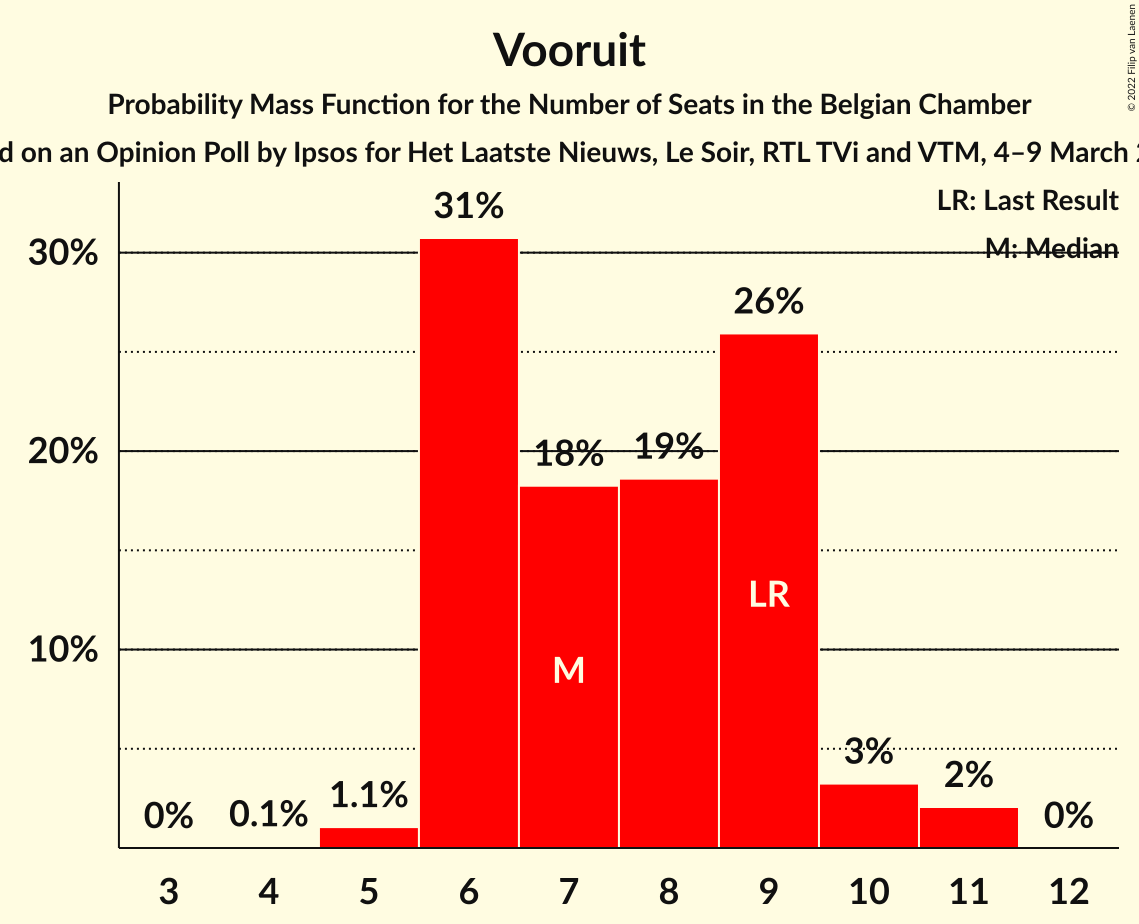 Vooruit
Probability Mass Function for the Number of Seats in the Belgian Chamber
d on an Opinion Poll by Ipsos for Het Laatste Nieuws, Le Soir, RTL TVi and VTM, 4–9 March
© 2022 Filip van Laenen
LR: Last Result
M: Median
31%
30%
26%
20%
18%
19%
LR
M
10%
3%
2%
1.1%
0%
0.1%
0%
3 4 5 6 7 8 9 10 11 12